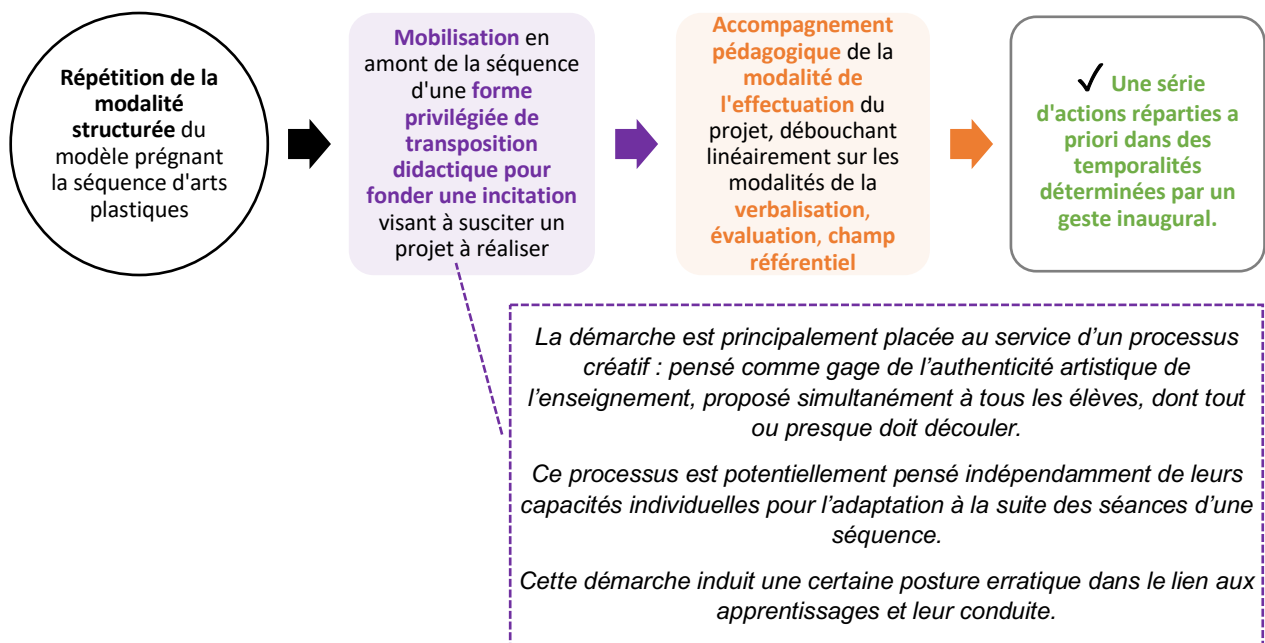 Répétition de la
modalité
structurée du
modèle prégnant
la séquence d'arts
plastiques
Mobilisation en
amont de la séquence
d'une forme
privilégiée de
transposition
didactique pour
fonder une incitation
visant à susciter un
projet à réaliser
Accompagnement
pédagogique de la
modalité de
l'effectuation du
projet, débouchant
linéairement sur les
modalités de la
verbalisation,
évaluation, champ
référentiel
✓ Une série
d'actions réparties a
priori dans des
temporalités
déterminées par un
geste inaugural.
La démarche est principalement placée au service d’un processus
créatif : pensé comme gage de l’authenticité artistique de
l’enseignement, proposé simultanément à tous les élèves, dont tout
ou presque doit découler.
Ce processus est potentiellement pensé indépendamment de leurs
capacités individuelles pour l’adaptation à la suite des séances d’une
séquence.
Cette démarche induit une certaine posture erratique dans le lien aux
apprentissages et leur conduite.